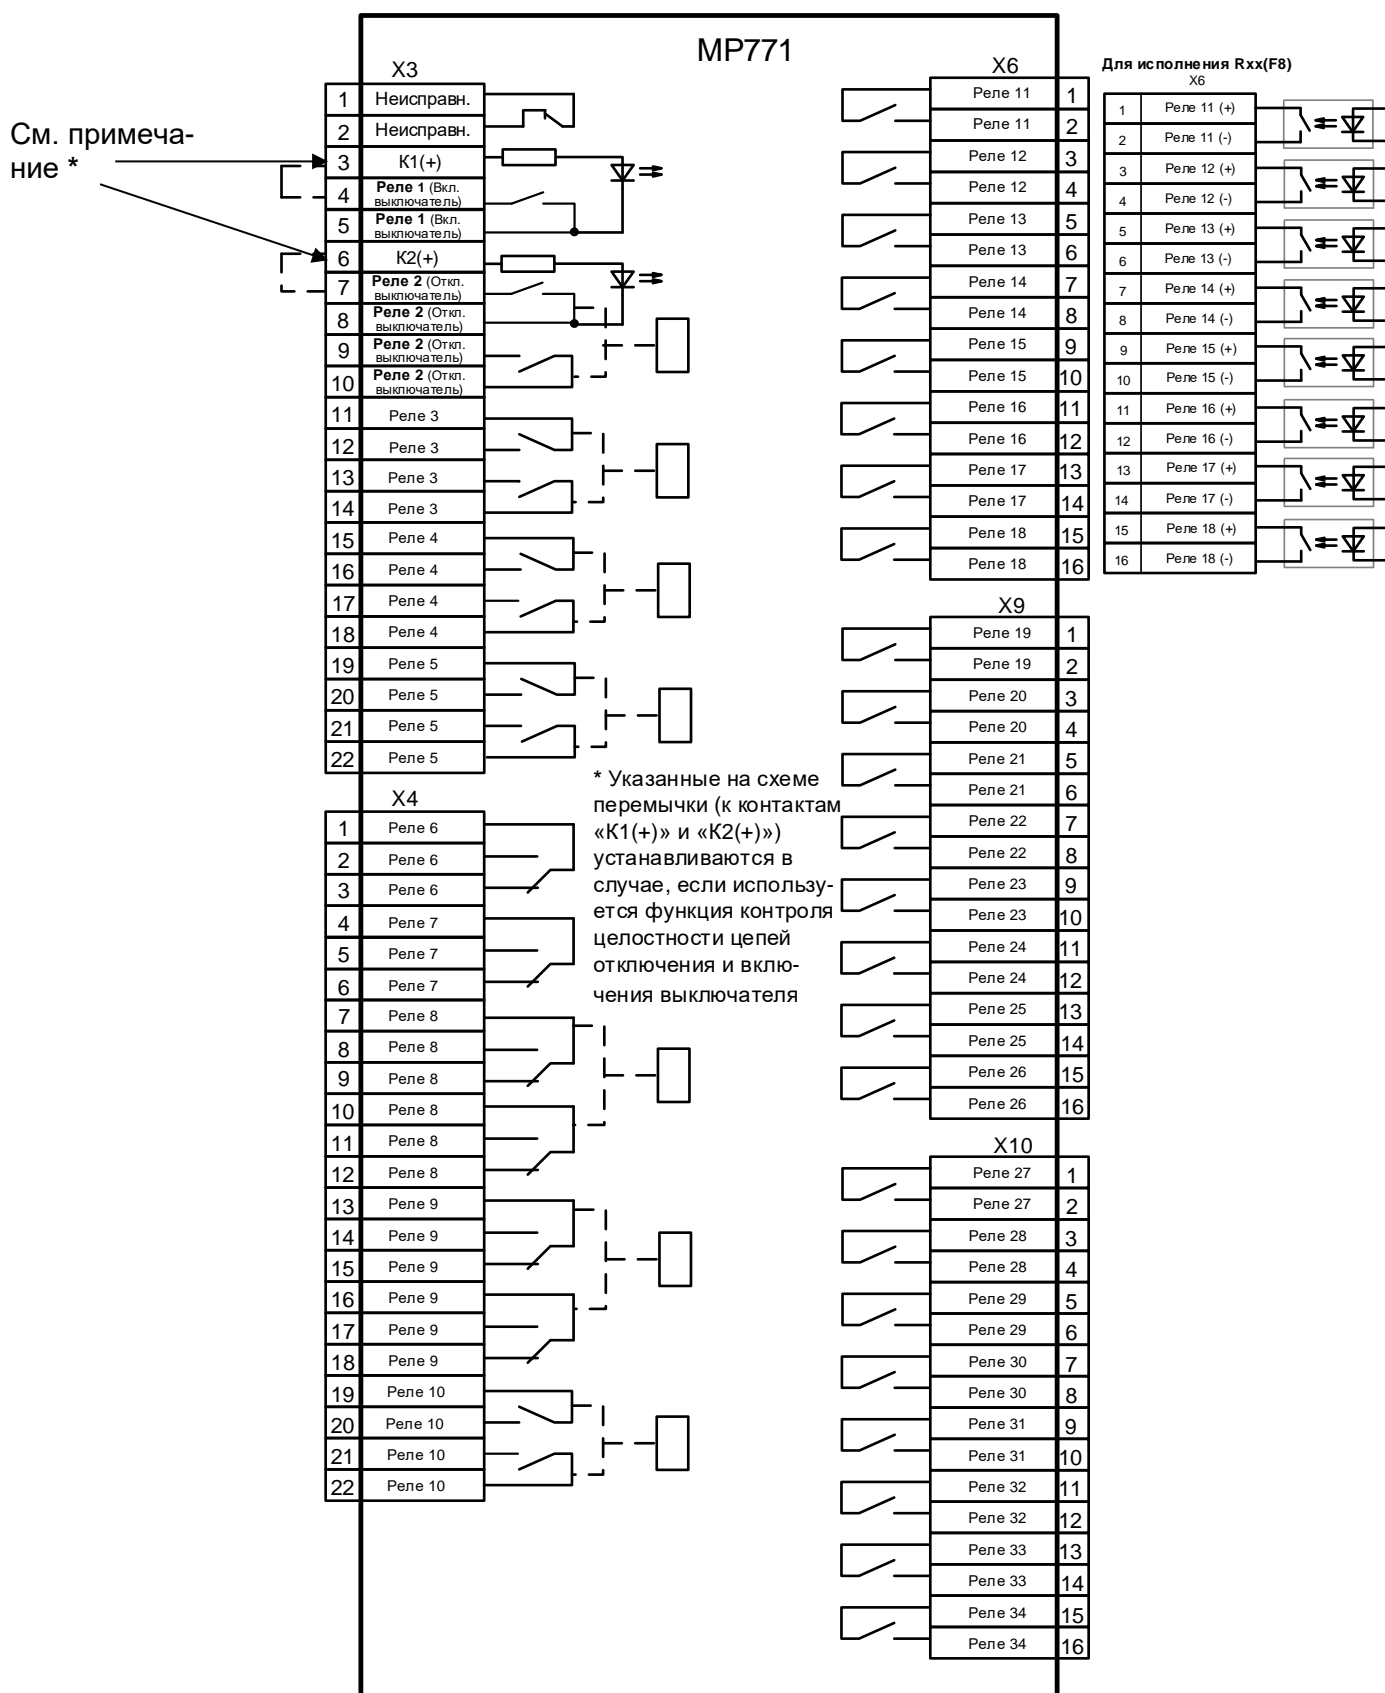 МР771
См. примеча-
ние *
X3
1 Неисправн.
2 Неисправн.
3 К1(+)
4 Реле 1 (Вкл.
выключатель)
5 Реле 1 (Вкл.
выключатель)
6 К2(+)
7 Реле 2 (Откл.
выключатель)
8 Реле 2 (Откл.
выключатель)
9 Реле 2 (Откл.
выключатель)
10 Реле 2 (Откл.
выключатель)
11 Реле 3
12 Реле 3
13 Реле 3
14 Реле 3
15 Реле 4
16 Реле 4
17 Реле 4
18 Реле 4
19 Реле 5
20 Реле 5
21 Реле 5
22 Реле 5
* Указанные на схеме
перемычки (к контактам
«К1(+)» и «К2(+)»)
устанавливаются в
случае, если использу-
ется функция контроля
целостности цепей
отключения и вклю-
чения выключателя
X4
1 Реле 6
2 Реле 6
3 Реле 6
4 Реле 7
5 Реле 7
6 Реле 7
7 Реле 8
8 Реле 8
9 Реле 8
10 Реле 8
11 Реле 8
12 Реле 8
13 Реле 9
14 Реле 9
15 Реле 9
16 Реле 9
17 Реле 9
18 Реле 9
19 Реле 10
20 Реле 10
21 Реле 10
22 Реле 10
X6
Реле 11 1
Реле 11 2
Реле 12 3
Реле 12 4
Реле 13 5
Реле 13 6
Реле 14 7
Реле 14 8
Реле 15 9
Реле 15 10
Реле 16 11
Реле 16 12
Реле 17 13
Реле 17 14
Реле 18 15
Реле 18 16
X9
Реле 19 1
Реле 19 2
Реле 20 3
Реле 20 4
Реле 21 5
Реле 21 6
Реле 22 7
Реле 22 8
Реле 23 9
Реле 23 10
Реле 24 11
Реле 24 12
Реле 25 13
Реле 25 14
Реле 26 15
Реле 26 16
X10
Реле 27 1
Реле 27 2
Реле 28 3
Реле 28 4
Реле 29 5
Реле 29 6
Реле 30 7
Реле 30 8
Реле 31 9
Реле 31 10
Реле 32 11
Реле 32 12
Реле 33 13
Реле 33 14
Реле 34 15
Реле 34 16
Для исполнения Rxx(F8)
X6
1 Реле 11 (+)
2 Реле 11 (-)
3 Реле 12 (+)
4 Реле 12 (-)
5 Реле 13 (+)
6 Реле 13 (-)
7 Реле 14 (+)
8 Реле 14 (-)
9 Реле 15 (+)
10 Реле 15 (-)
11 Реле 16 (+)
12 Реле 16 (-)
13 Реле 17 (+)
14 Реле 17 (-)
15 Реле 18 (+)
16 Реле 18 (-)